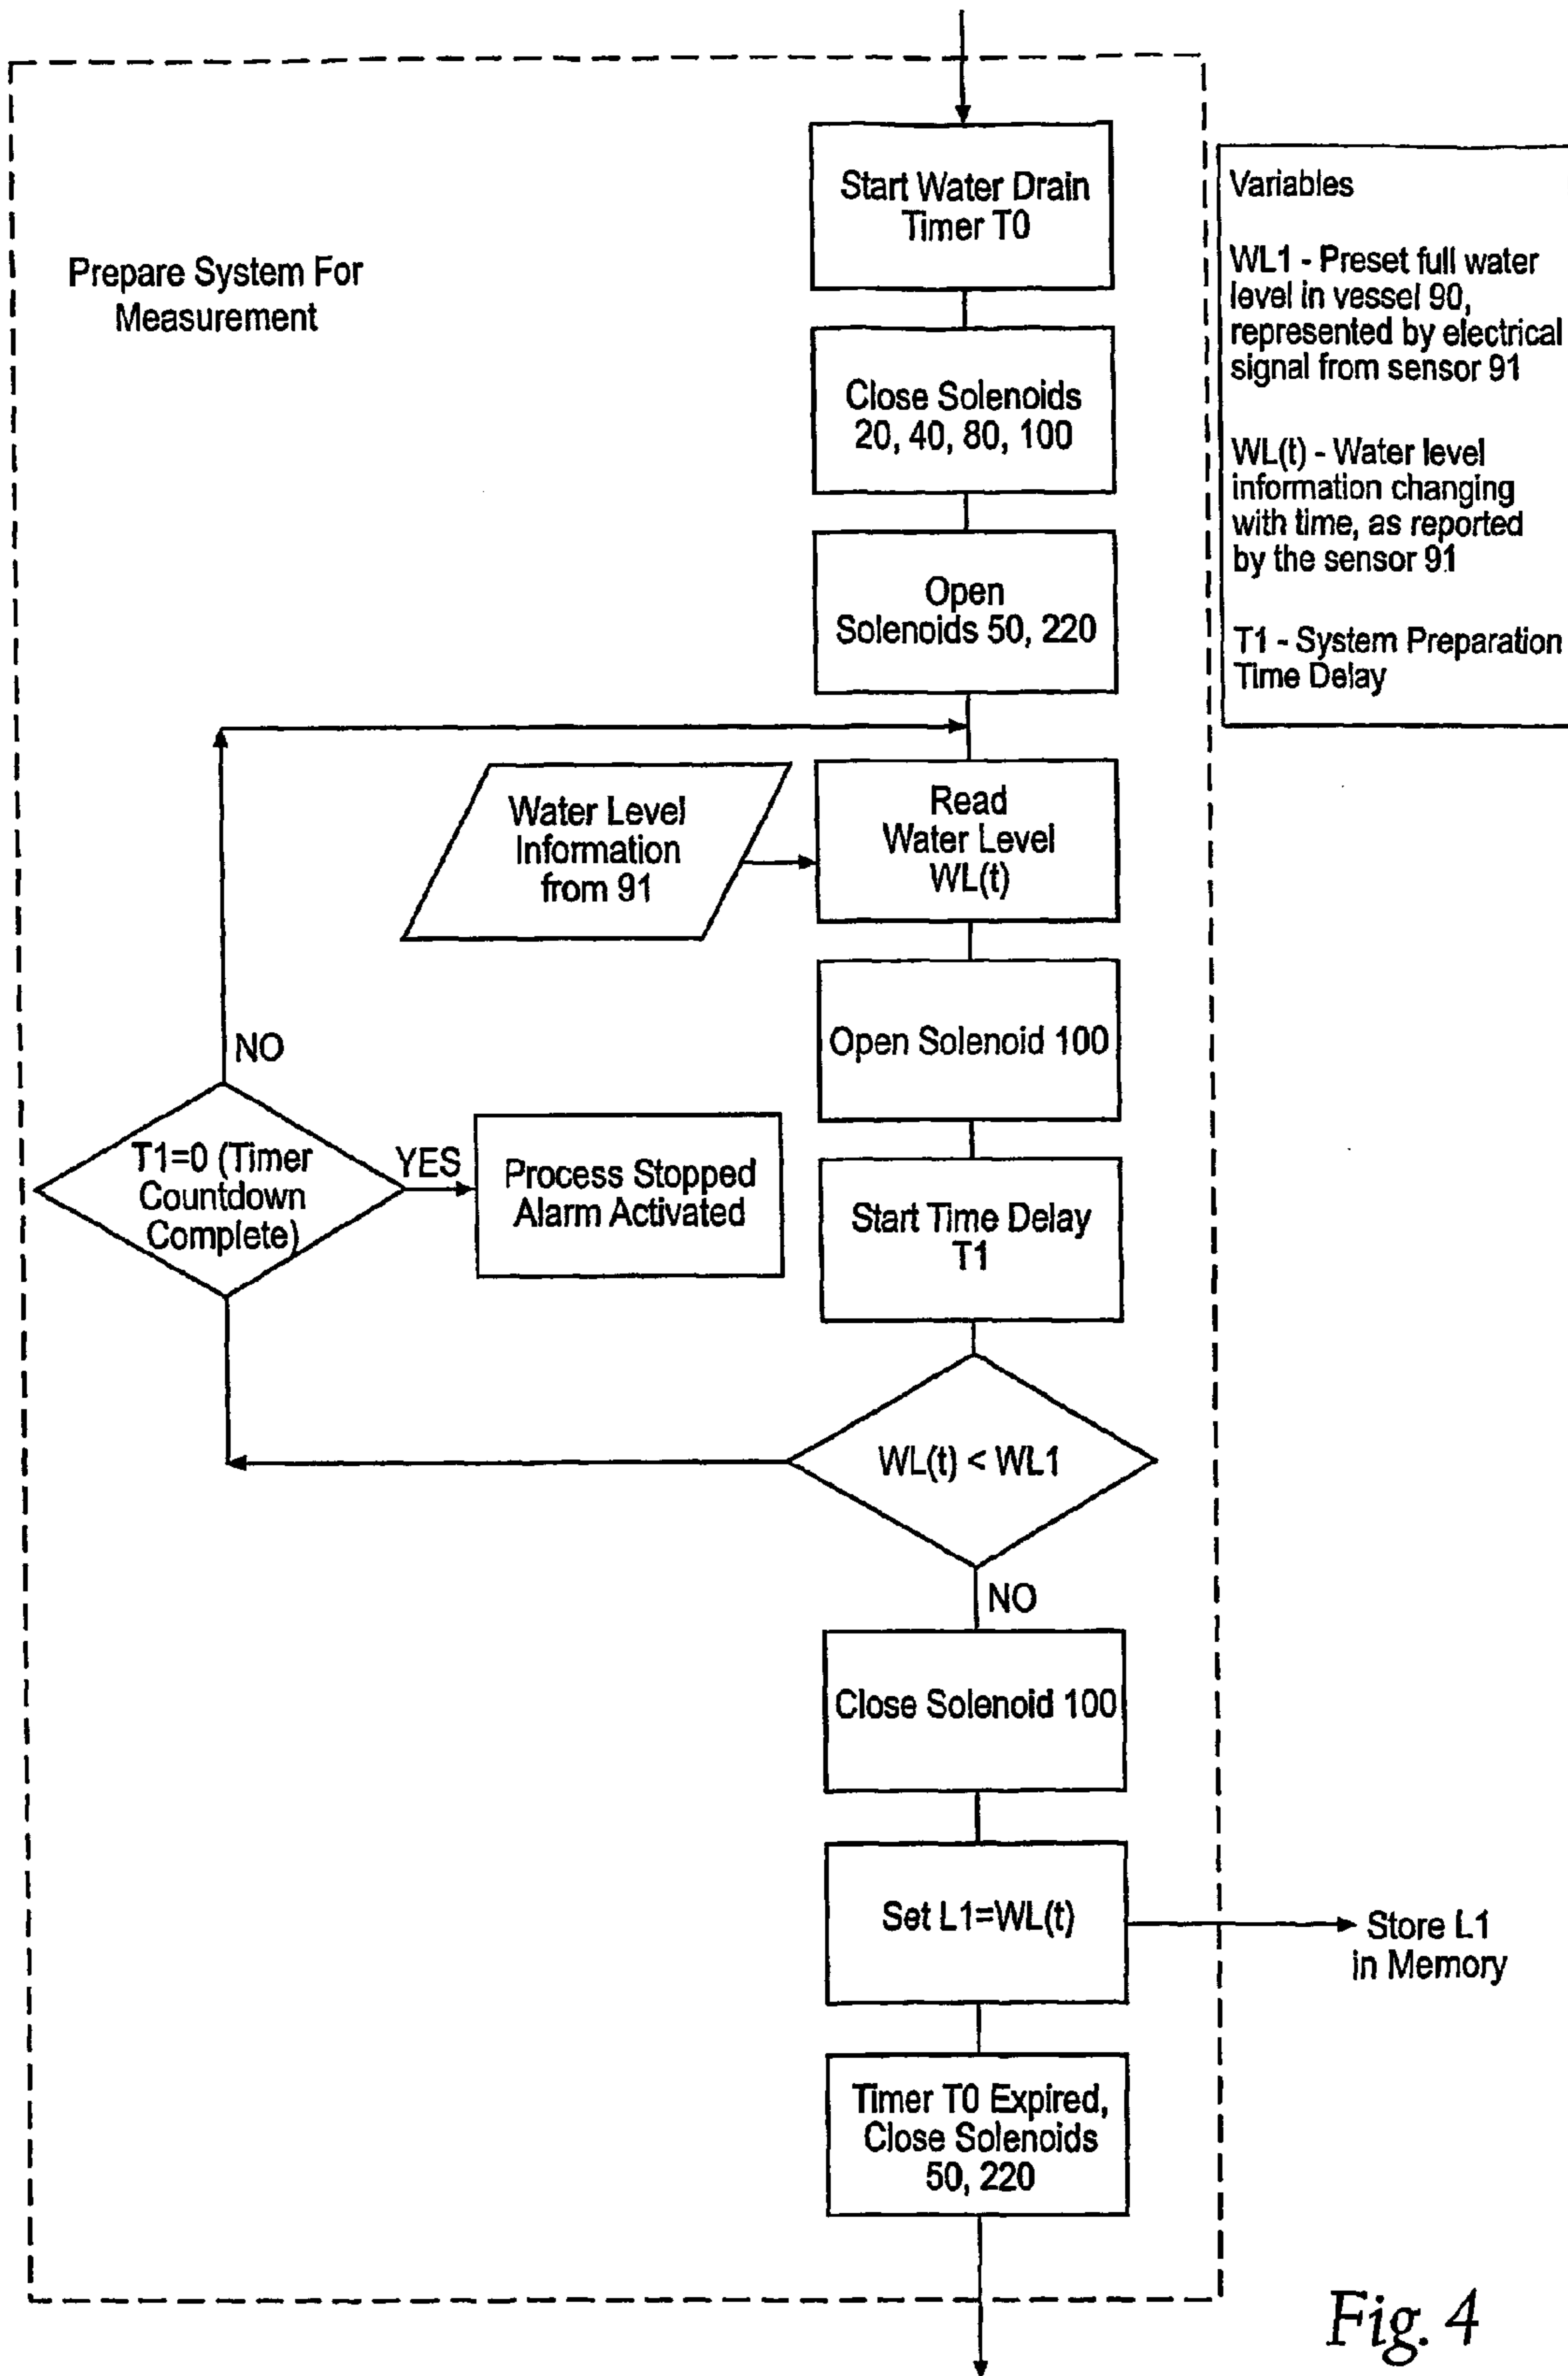 Prepare System For
Measurement
Start Water Drain
Timer T0
Close Solenoids
20, 40, 80, 100
Open
Solenoids 50, 220
Variables
WL1 - Preset full water
level in vessel 90,
represented by electrical
signal from sensor 91
WL(t) - Water level
information changing
with time, as reported
by the sensor 91
T1 - System Preparation
Time Delay
Water Level
Information
from 91
Read
Water Level
WL(t)
Open Solenoid 100
NO
T1=0 (Timer
Countdown
Complete)
YES
Process Stopped
Alarm Activated
Start Time Delay
T1
WL(t) < WL1
NO
Close Solenoid 100
Set L1=WL(t)
Store L1
in Memory
Timer T0 Expired,
Close Solenoids
50, 220
Fig. 4